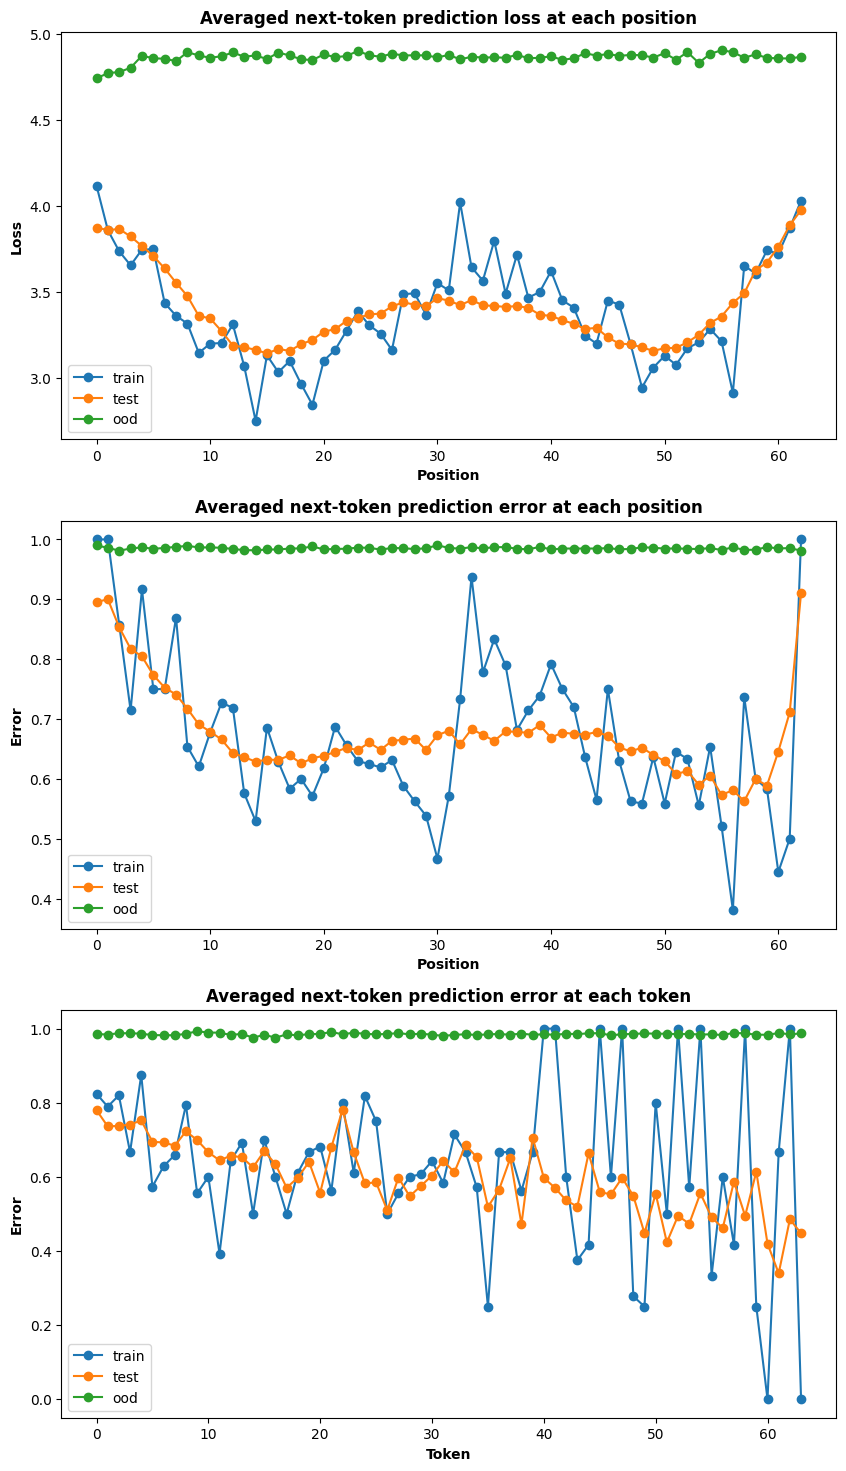 Averaged next-token prediction loss at each position
5.0
4.5
4.0
3.5
3.0
Loss
train
test
ood
0 10 20 30 40 50 60
Position
Averaged next-token prediction error at each position
1.0
0.9
0.8
0.7
0.6
0.5
0.4
Error
train
test
ood
0 10 20 30 40 50 60
Position
Averaged next-token prediction error at each token
1.0
0.8
0.6
0.4
0.2
0.0
Error
train
test
ood
0 10 20 30 40 50 60
Token